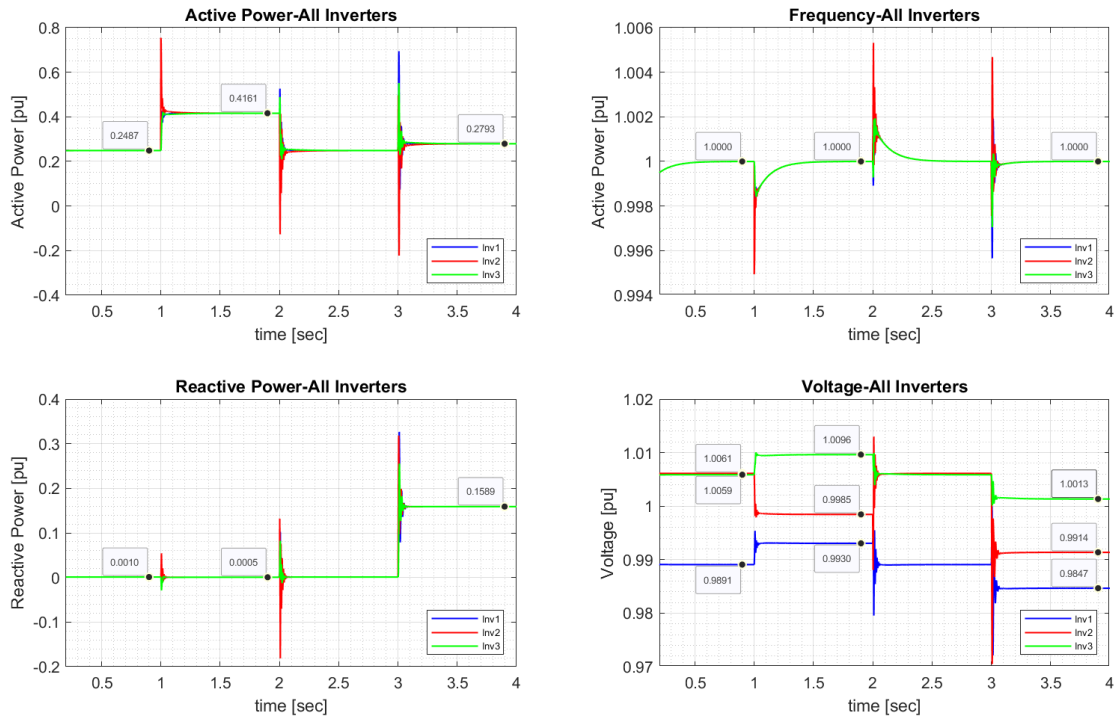 Active Power-All Inverters
Active Power [pu]
0.8
0.6
0.4
0.2
0
-0.2
-0.4
0.2487
0.4161
0.2793
Inv1
Inv2
Inv3
0.5 1 1.5 2 2.5 3 3.5 4
time [sec]
Frequency-All Inverters
Active Power [pu]
1.006
1.004
1.002
1
0.998
0.996
0.994
1.0000
1.0000
1.0000
Inv1
Inv2
Inv3
0.5 1 1.5 2 2.5 3 3.5 4
time [sec]
Reactive Power-All Inverters
Reactive Power [pu]
0.4
0.3
0.2
0.1
0
-0.1
-0.2
0.0010
0.0005
0.1589
Inv1
Inv2
Inv3
0.5 1 1.5 2 2.5 3 3.5 4
time [sec]
Voltage-All Inverters
Voltage [pu]
1.02
1.01
1
0.99
0.98
0.97
1.0061
1.0059
0.9891
1.0096
0.9985
0.9930
1.0013
0.9914
0.9847
Inv1
Inv2
Inv3
0.5 1 1.5 2 2.5 3 3.5 4
time [sec]